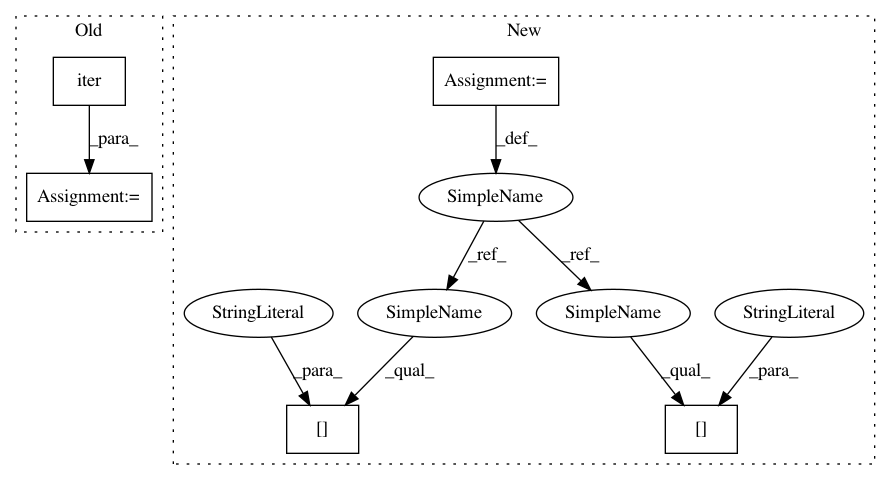 Old
New
iter
Assignment:=
_para_
_def_
Assignment:=
SimpleName
_ref_
_ref_
StringLiteral
SimpleName
SimpleName
StringLiteral
_para_
_qual_
_qual_
_para_
[]
[]